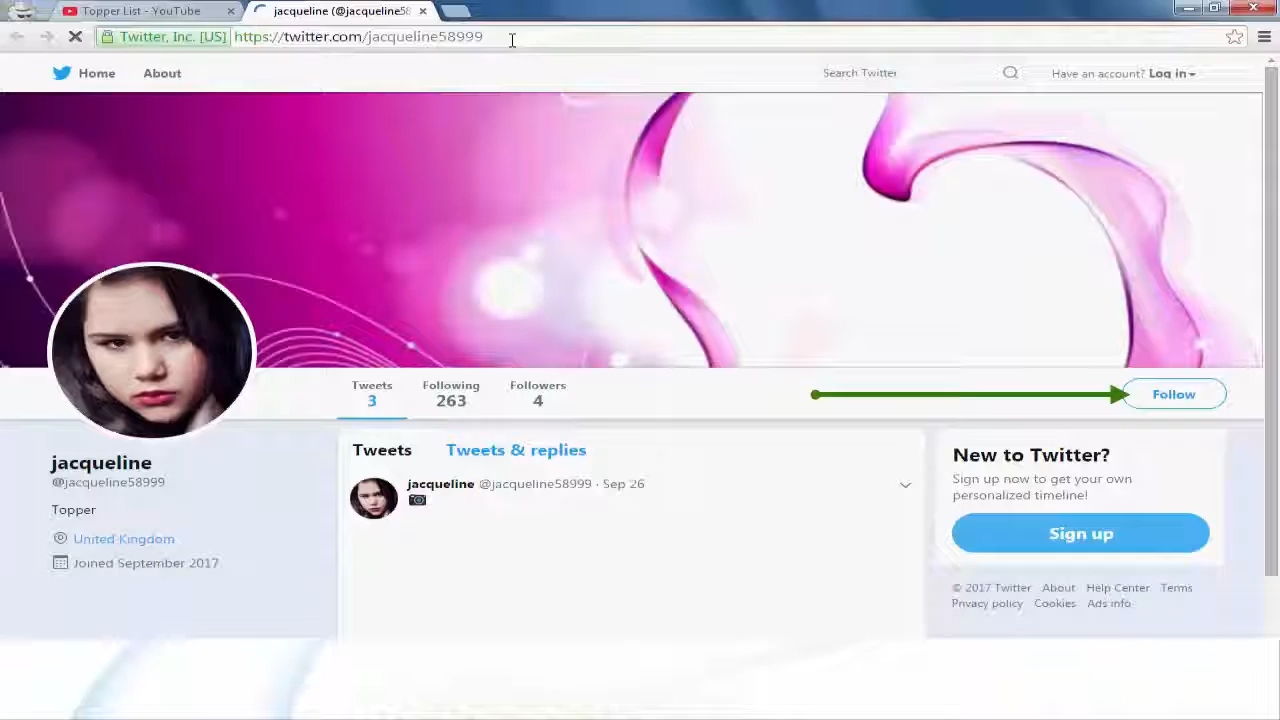 Topper List - YouTube
jacqueline (@jacqueline58
Twitter, Inc. [US] https://twitter.com/jacqueline58999
Home About
Search Twitter
Have an account? Log in
Tweets Following Followers
3 263 4
Follow
Tweets Tweets & replies
jacqueline @jacqueline58999 · Sep 26
jacqueline
@jacqueline58999
Topper
United Kingdom
Joined September 2017
New to Twitter?
Sign up now to get your own
personalized timeline!
Sign up
© 2017 Twitter About Help Center Terms
Privacy policy Cookies Ads info